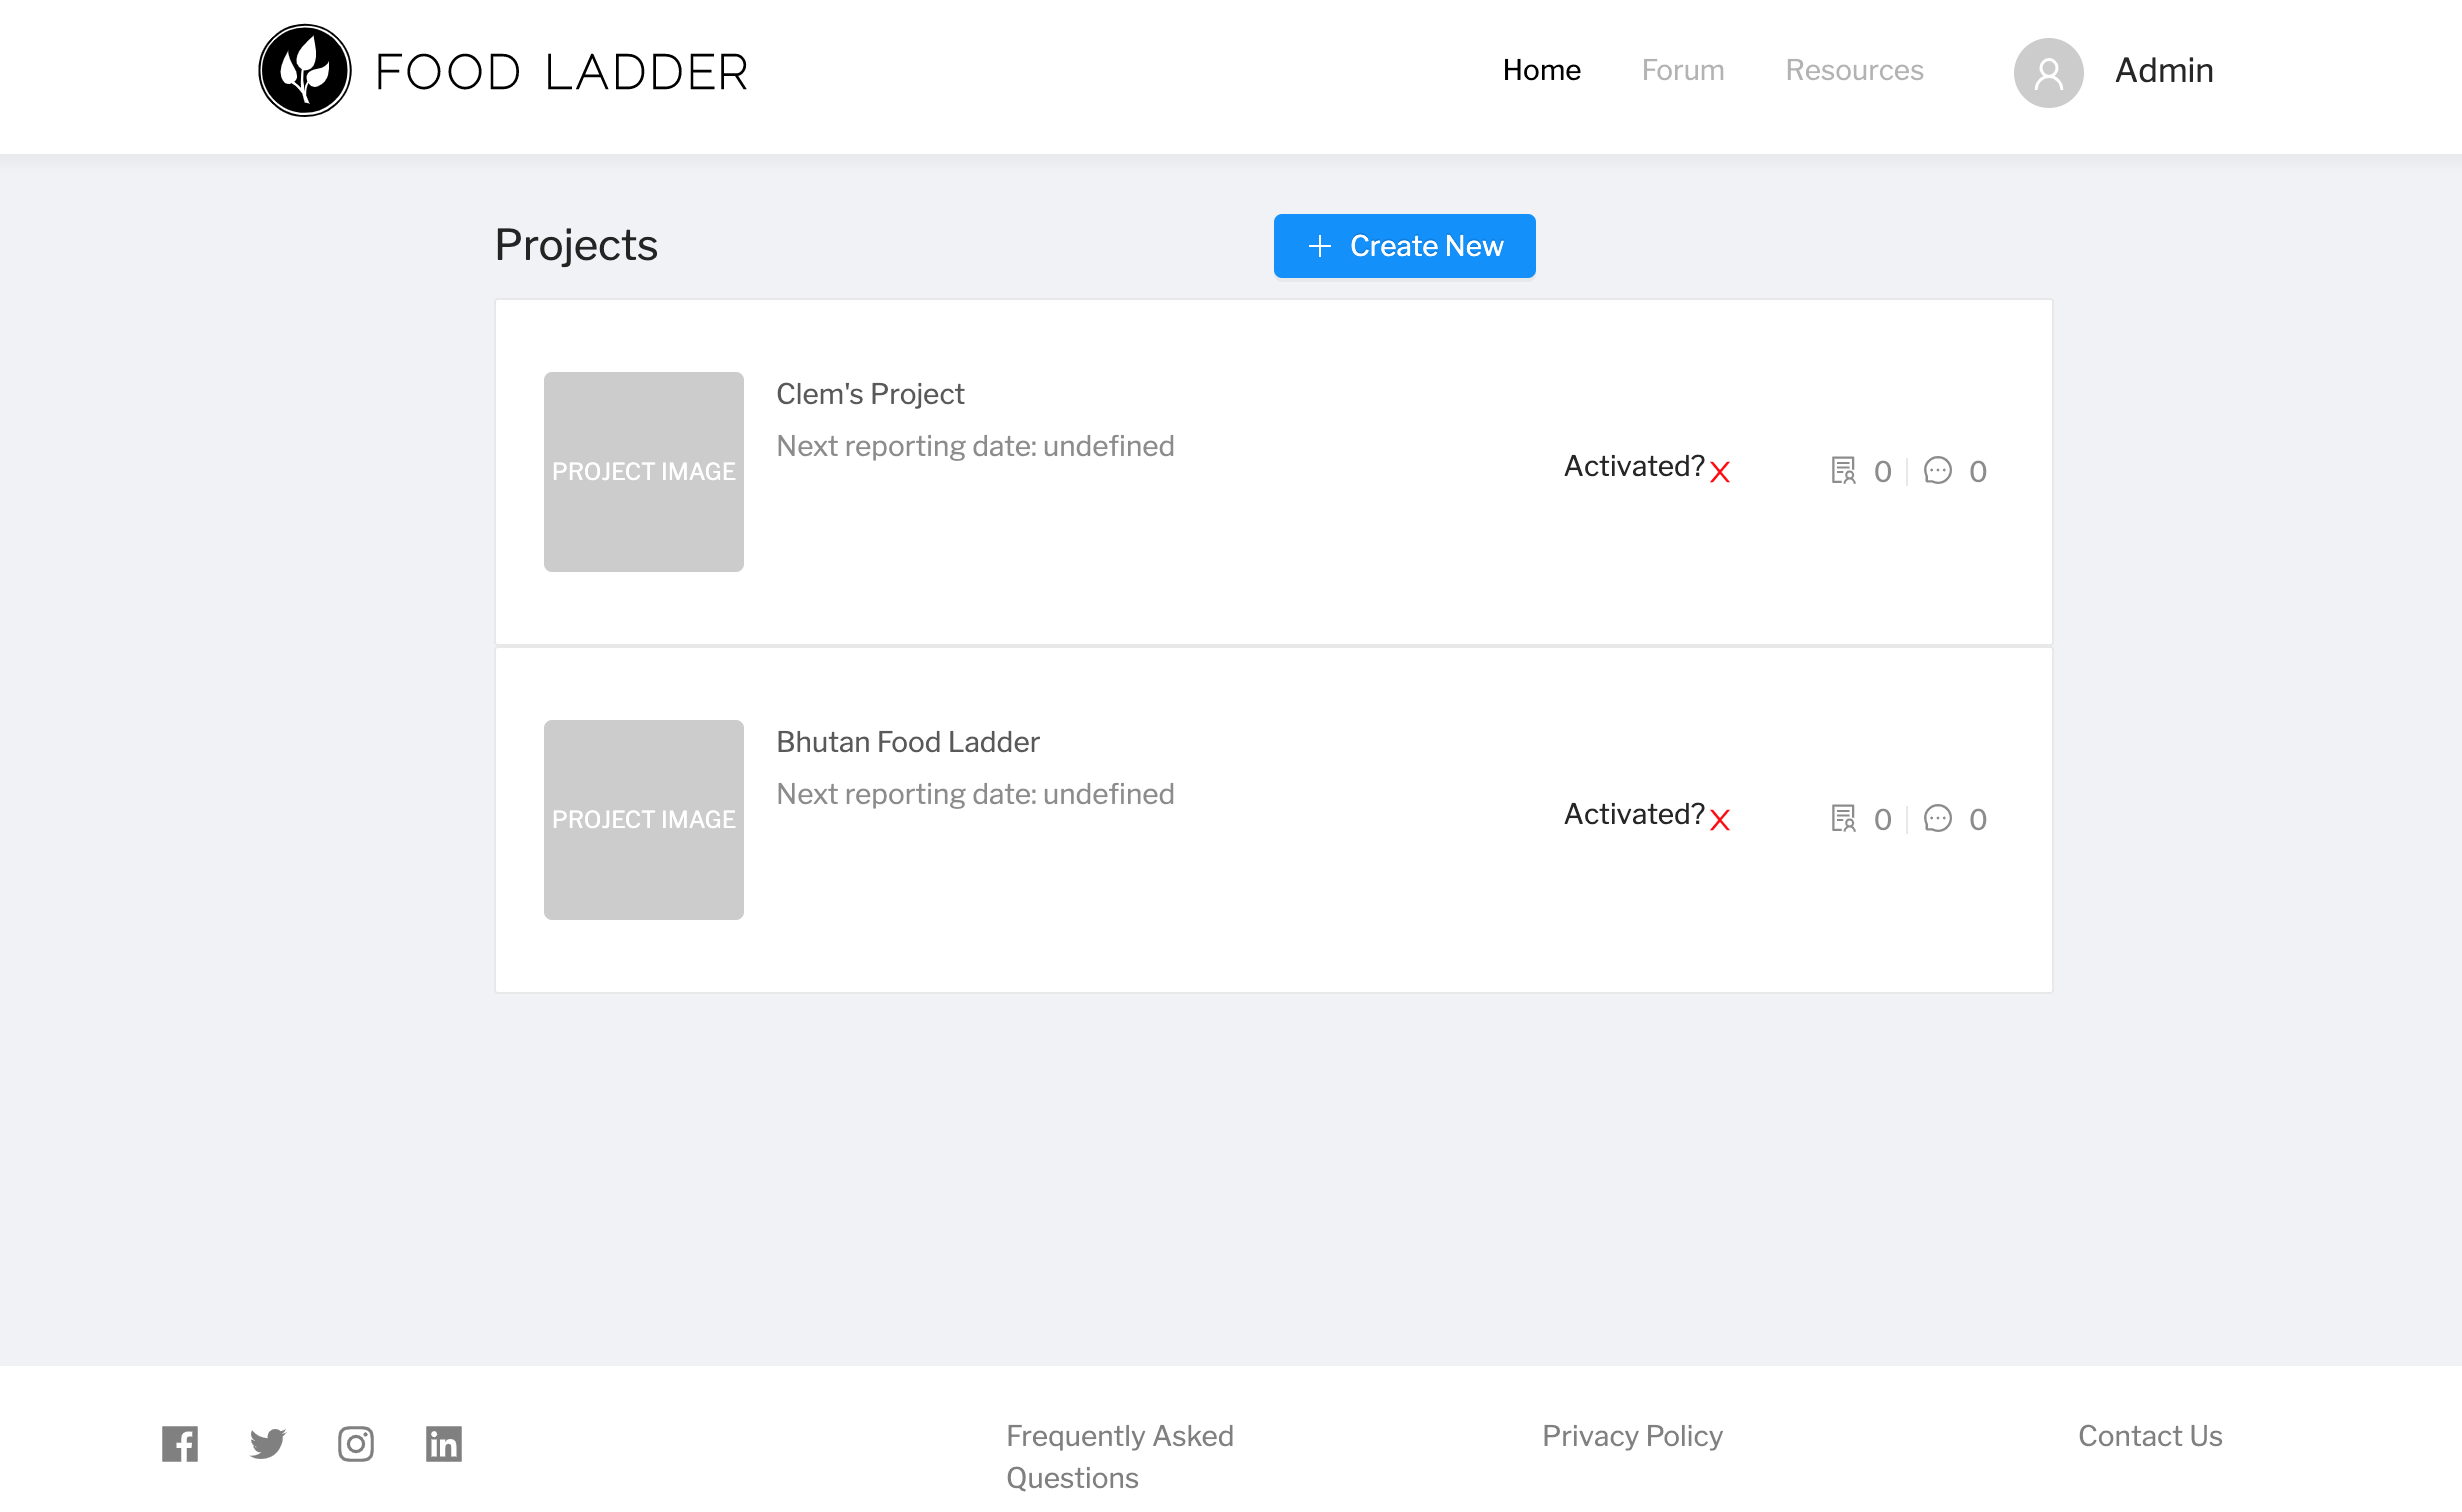 FOOD LADDER
Home
Forum
Resources
Admin
Projects
Create New
PROJECT IMAGE
Clem's Project
Next reporting date: undefined
Activated?
0
0
PROJECT IMAGE
Bhutan Food Ladder
Next reporting date: undefined
Activated?
0
0
Frequently Asked
Questions
Privacy Policy
Contact Us